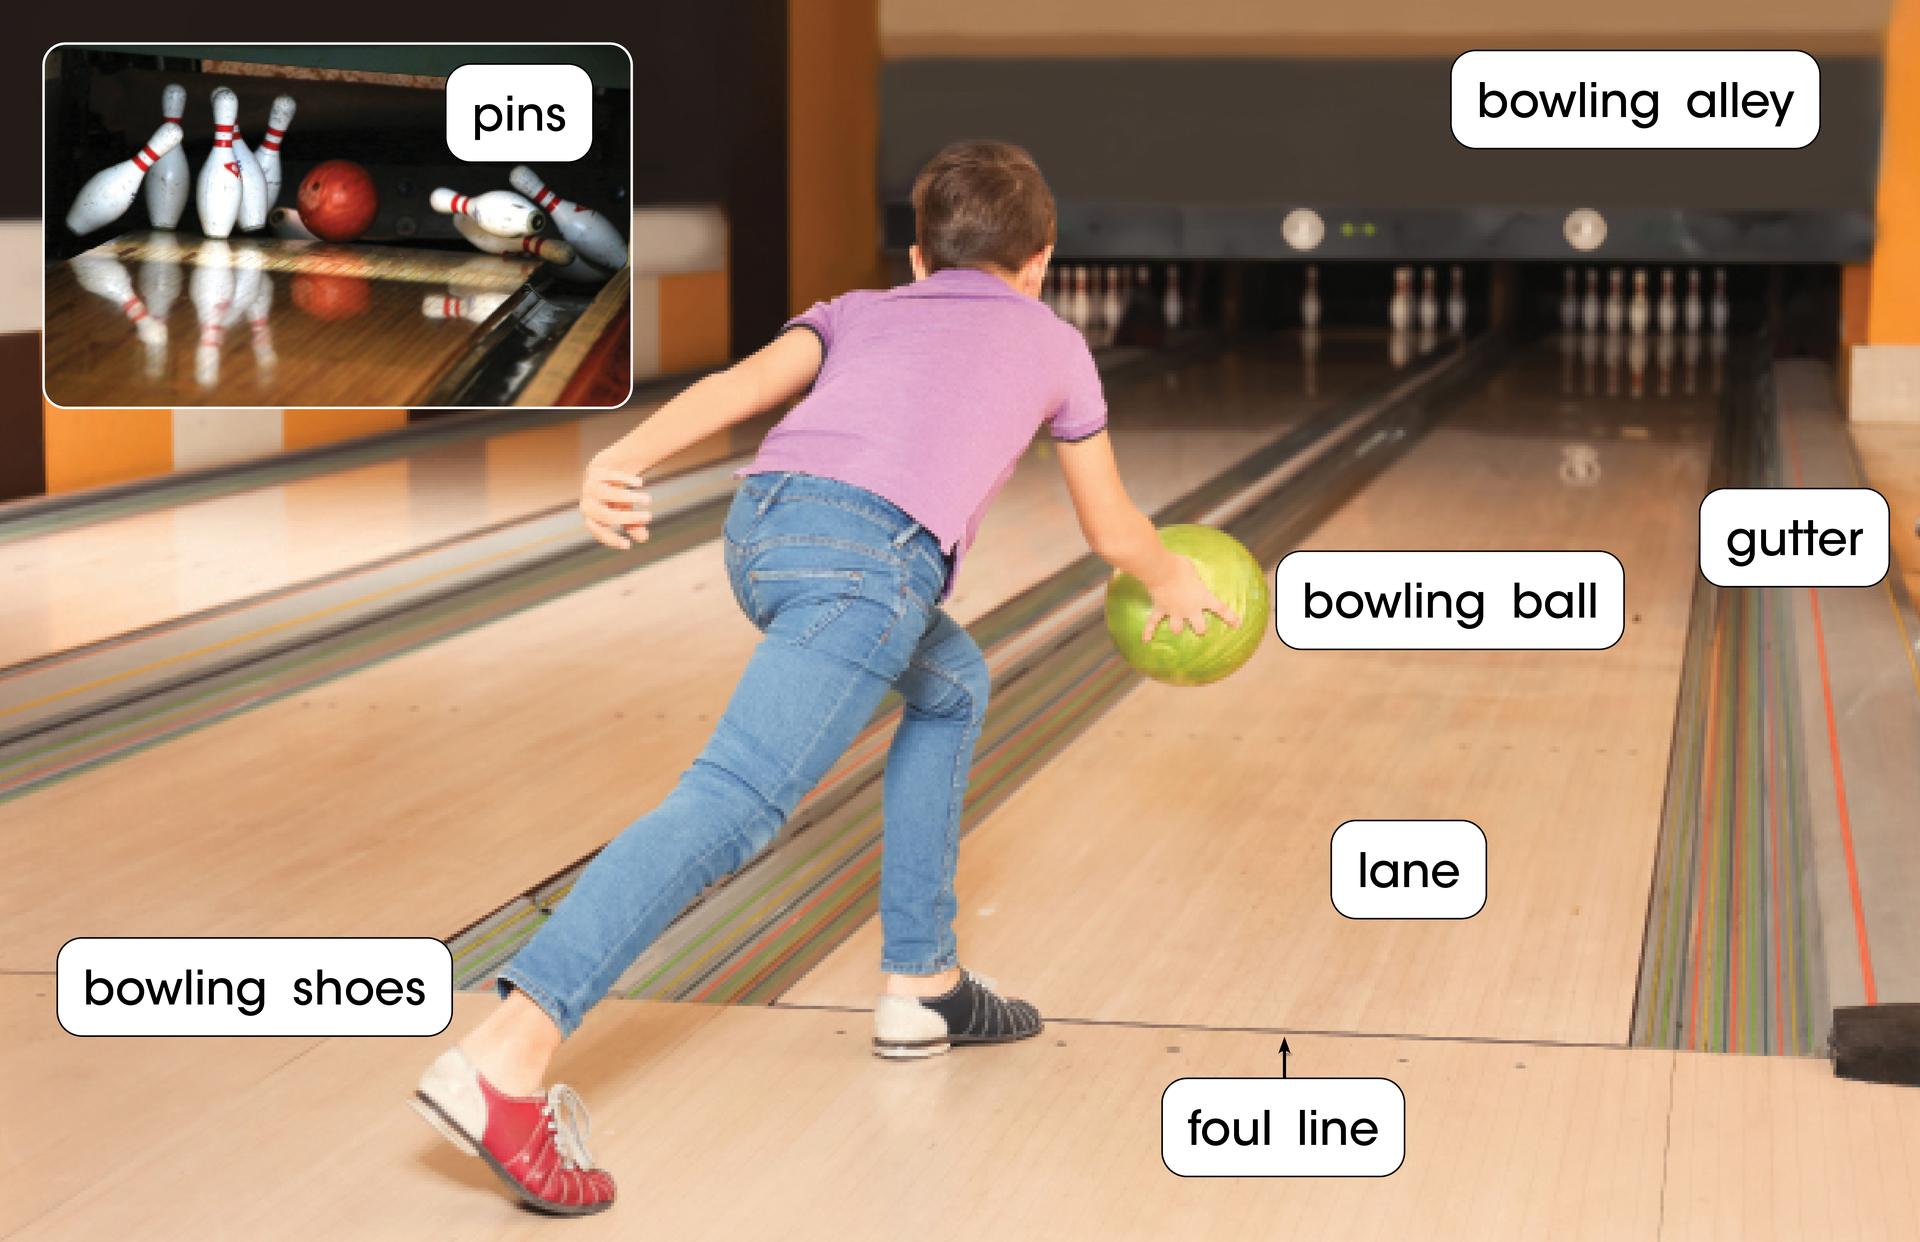 pins
bowling alley
gutter
bowling ball
lane
bowling shoes
foul line